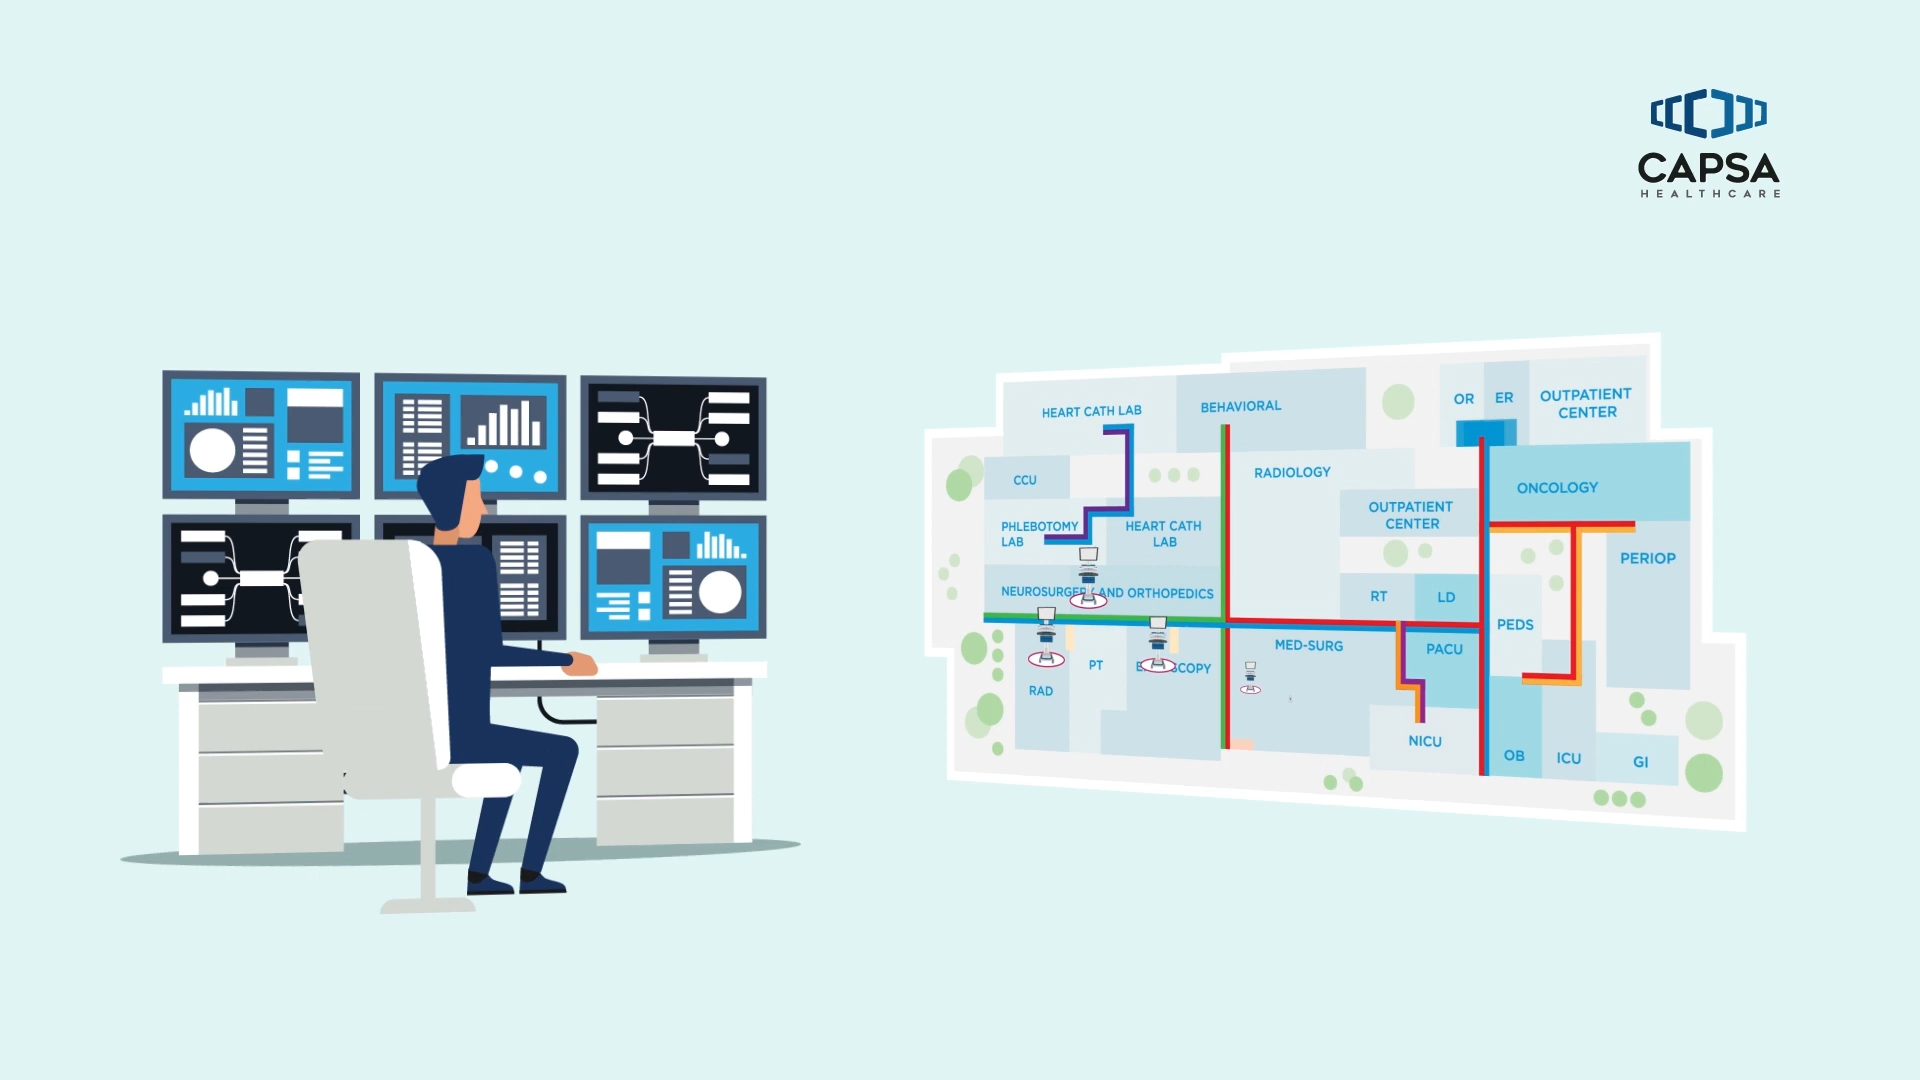 CAPSA
HEALTHCARE
HEART CATH LAB
BEHAVIORAL
OR
ER
OUTPATIENT
CENTER
CCU
RADIOLOGY
ONCOLOGY
PHLEBOTOMY
LAB
HEART CATH
LAB
OUTPATIENT
CENTER
PERIOP
NEUROSURGERY AND ORTHOPEDICS
RT
LD
PEDS
MED-SURG
PACU
PT
RAD
NICU
OB
ICU
GI